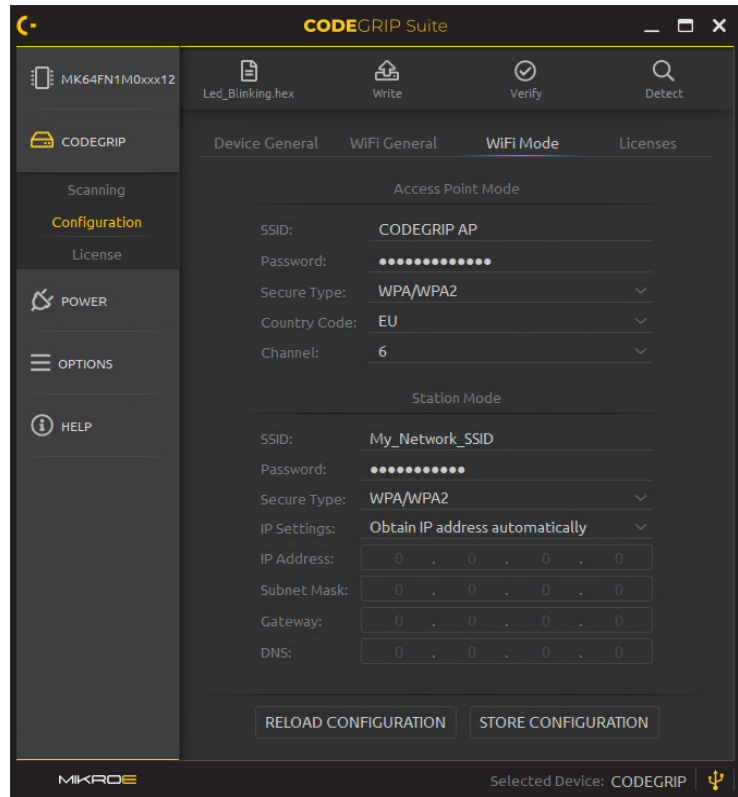 CODEGRIP Suite
MK64FN1M0xxx12
Led_Blinking.hex
Write
Verify
Detect
CODEGRIP
Device General
WiFi General
WiFi Mode
Licenses
Scanning
Configuration
License
POWER
OPTIONS
HELP
Access Point Mode
SSID: CODEGRIP AP
Password: •••••••••••••
Secure Type: WPA/WPA2
Country Code: EU
Channel: 6
Station Mode
SSID: My_Network_SSID
Password: •••••••••••
Secure Type: WPA/WPA2
IP Settings: Obtain IP address automatically
IP Address: 0 . 0 . 0 . 0
Subnet Mask: 0 . 0 . 0 . 0
Gateway: 0 . 0 . 0 . 0
DNS: 0 . 0 . 0 . 0
RELOAD CONFIGURATION
STORE CONFIGURATION
MIKROE
Selected Device: CODEGRIP